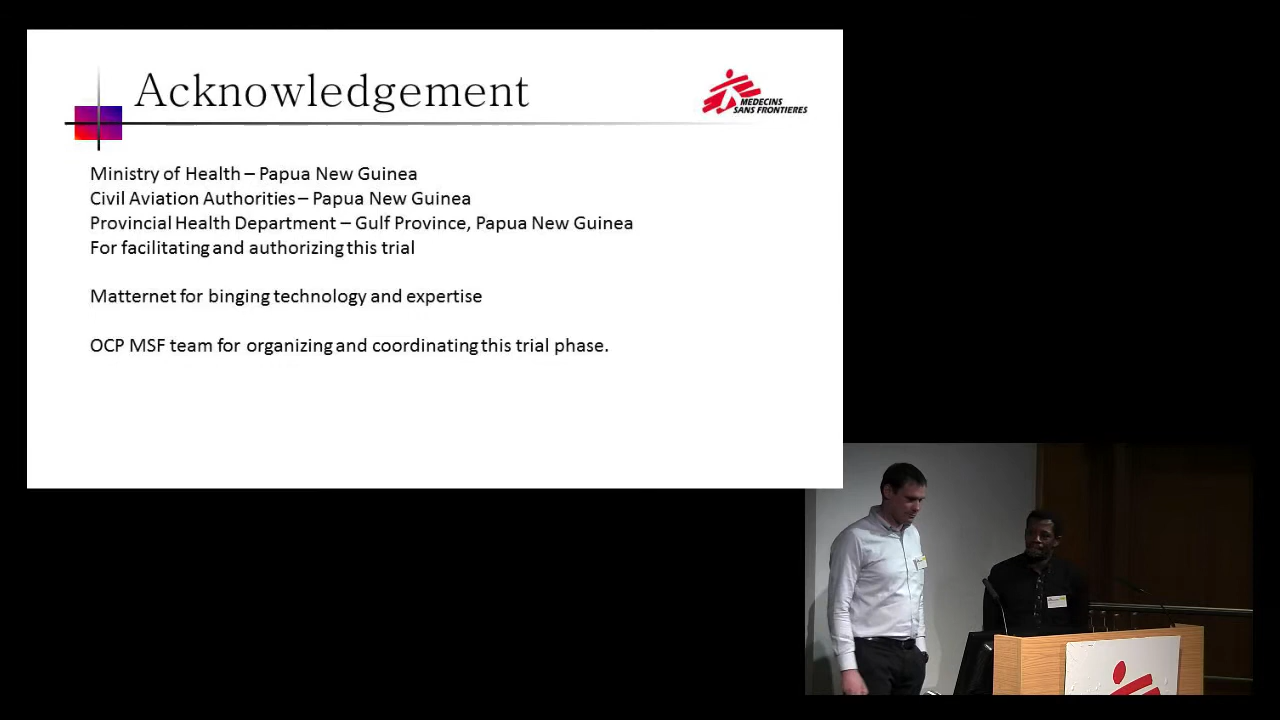 Acknowledgement
MEDECINS
SANS FRONTIERES
Ministry of Health – Papua New Guinea
Civil Aviation Authorities – Papua New Guinea
Provincial Health Department – Gulf Province, Papua New Guinea
For facilitating and authorizing this trial
Matternet for binging technology and expertise
OCP MSF team for organizing and coordinating this trial phase.